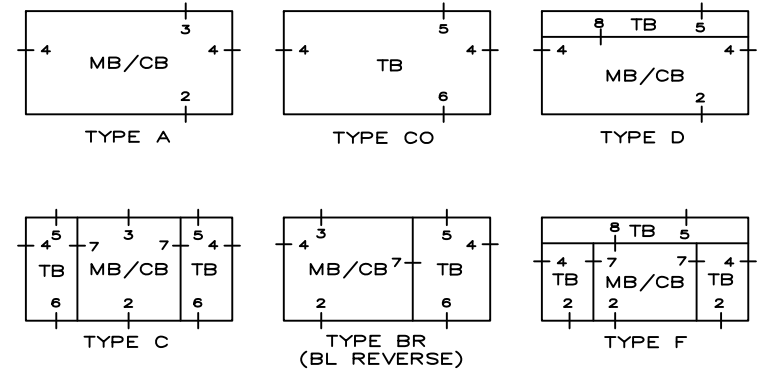 3 5 8 TB 5
4 MB/CB 4 4 TB 4 4 MB/CB 4
2 6 2
TYPE A TYPE CO TYPE D
5 3 5 3 5 8 TB 5
4 7 7 4 4 4 4 7 7 4
TB MB/CB TB MB/CB 7 TB TB MB/CB TB
6 2 6 2 6 2 2 2
TYPE C TYPE BR TYPE F
(BL REVERSE)